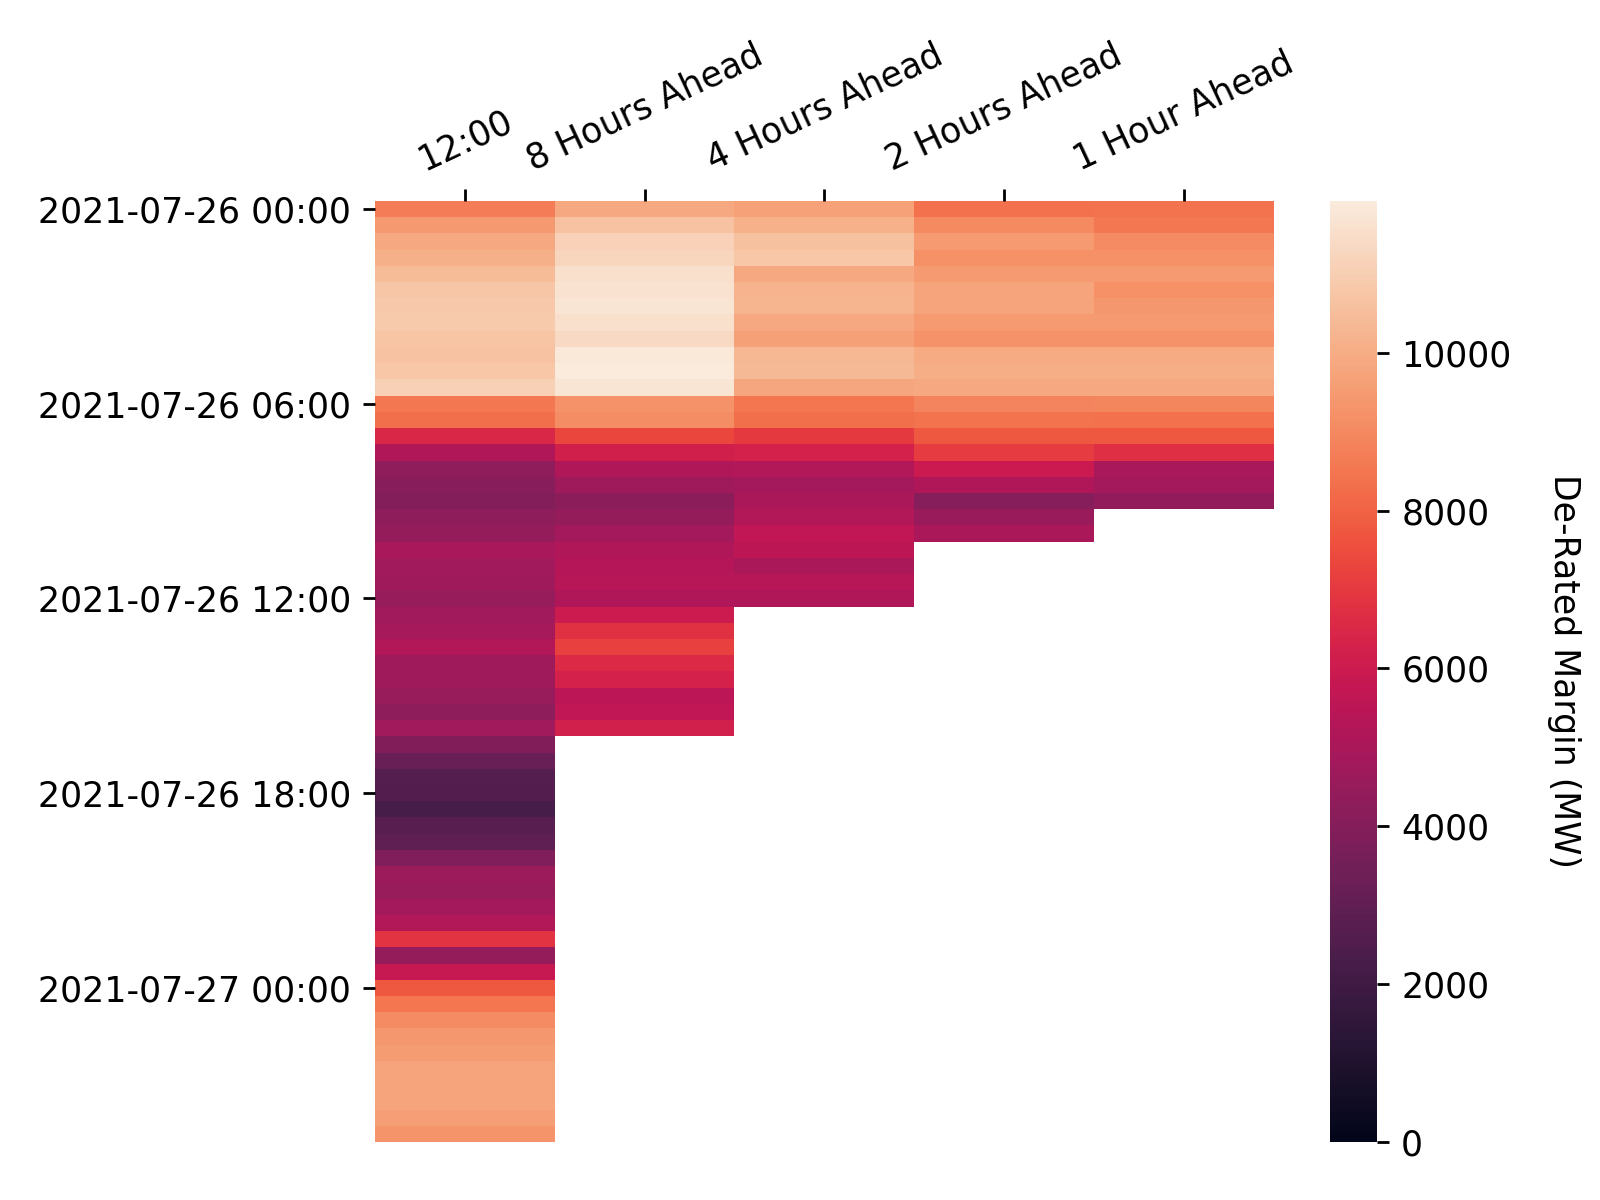 12:00
8 Hours Ahead
4 Hours Ahead
2 Hours Ahead
1 Hour Ahead
2021-07-26 00:00
2021-07-26 06:00
2021-07-26 12:00
2021-07-26 18:00
2021-07-27 00:00
10000
8000
6000
4000
2000
0
De-Rated Margin (MW)